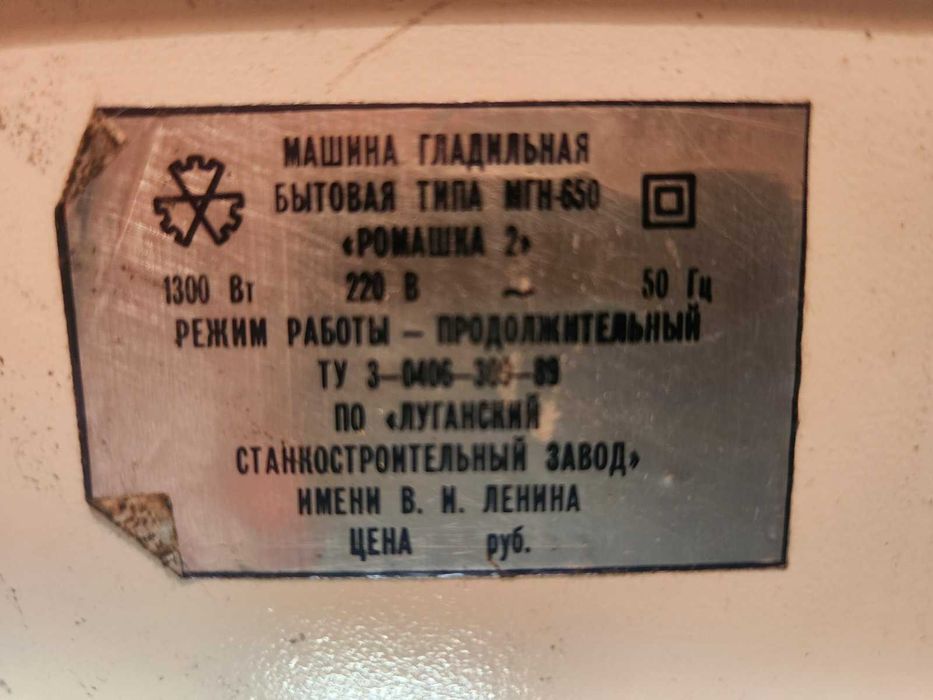 МАШИНА ГЛАДИЛЬНАЯ
БЫТОВАЯ ТИПА МГН-650
«РОМАШКА 2»
1300 Вт 220 В ~ 50 Гц
РЕЖИМ РАБОТЫ — ПРОДОЛЖИТЕЛЬНЫЙ
ТУ
ПО «ЛУГАНСКИЙ
СТАНКОСТРОИТЕЛЬНЫЙ ЗАВОД»
ИМЕНИ В. И. ЛЕНИНА
ЦЕНА руб.